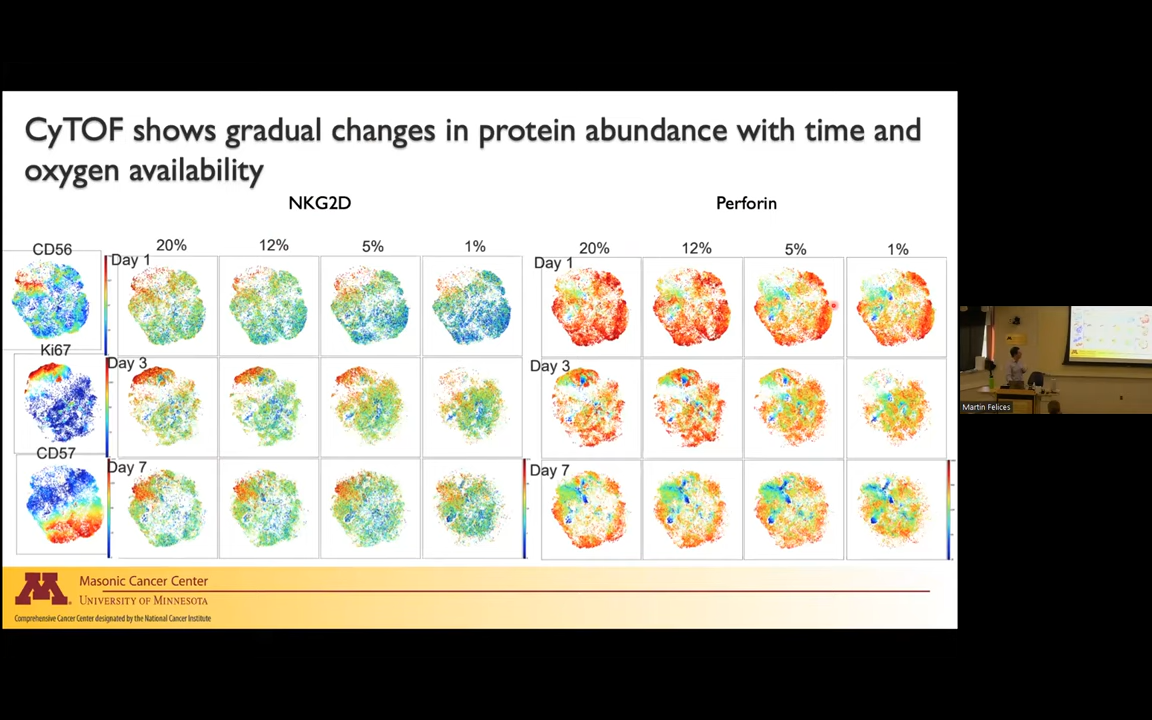 CyTOF shows gradual changes in protein abundance with time and
oxygen availability
NKG2D
Perforin
CD56
20%
12%
5%
1%
20%
12%
5%
1%
Day 1
Day 1
Ki67
Day 3
Day 3
CD57
Day 7
Day 7
M
Masonic Cancer Center
UNIVERSITY OF MINNESOTA
Comprehensive Cancer Center designated by the National Cancer Institute
Martin Felices